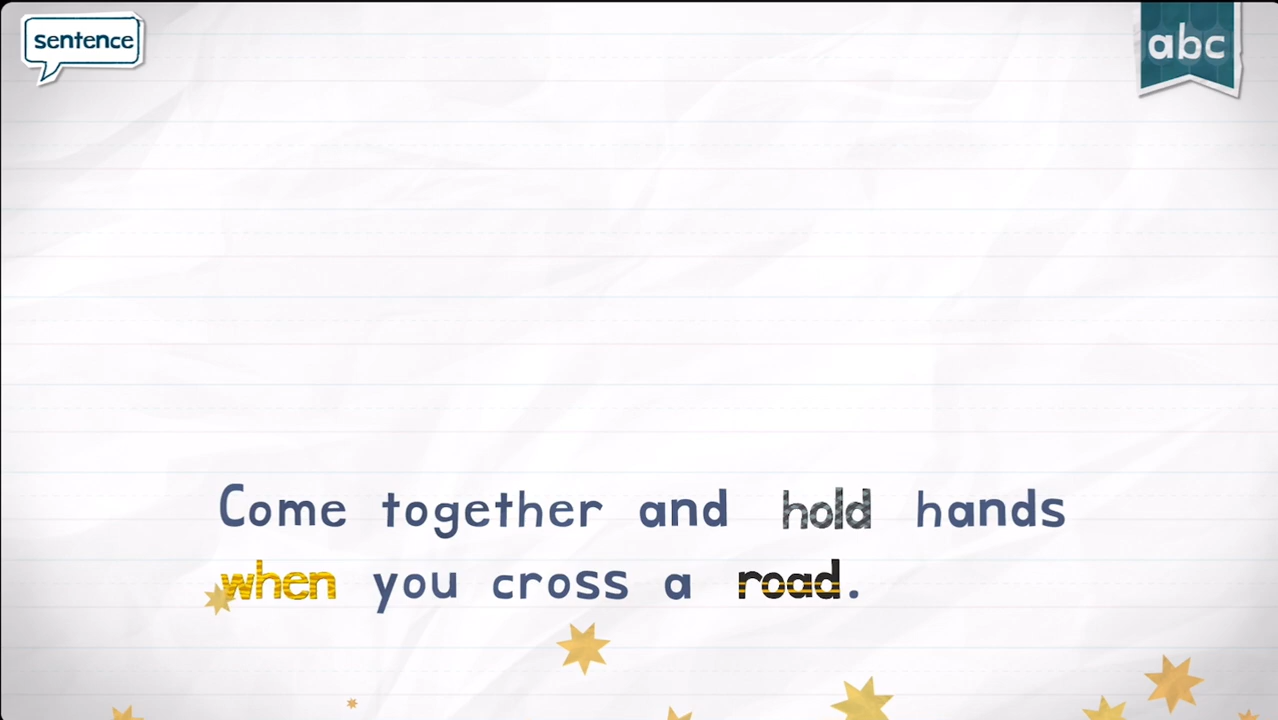 sentence
abc
Come together and hold hands
when you cross a road.